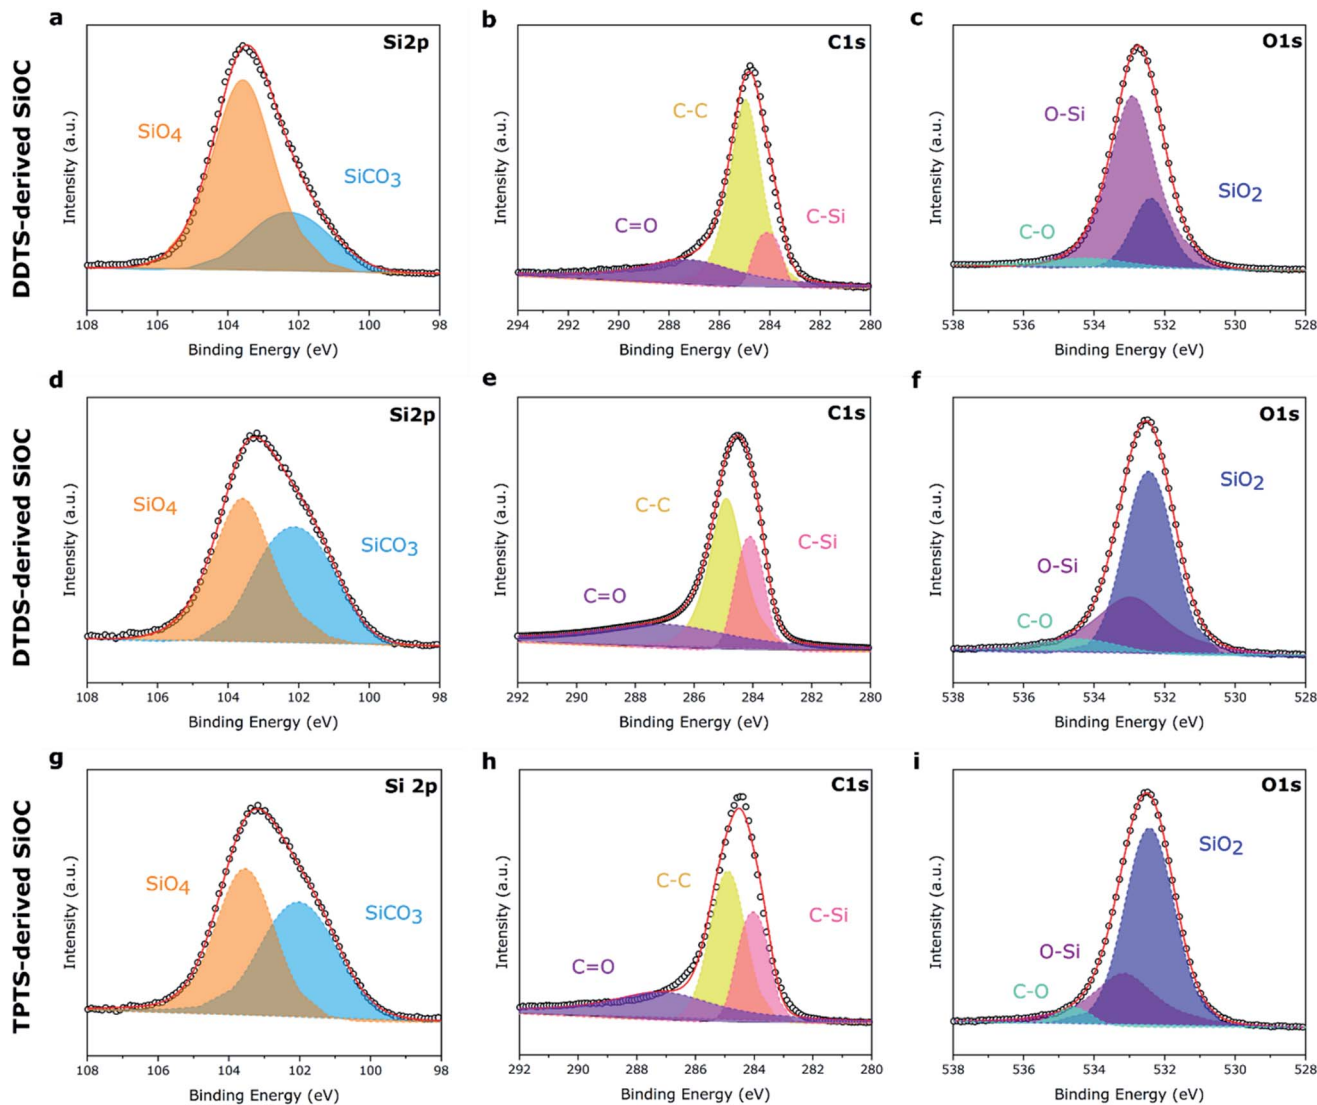 DDTS-derived SiOC
a
Si2p
SiO4
SiCO3
Intensity (a.u.)
108 106 104 102 100 98
Binding Energy (eV)
b
C1s
C-C
C=O
C-Si
Intensity (a.u.)
294 292 290 288 286 284 282 280
Binding Energy (eV)
c
O1s
O-Si
SiO2
C-O
Intensity (a.u.)
538 536 534 532 530 528
Binding Energy (eV)
DTDS-derived SiOC
d
Si2p
SiO4
SiCO3
Intensity (a.u.)
108 106 104 102 100 98
Binding Energy (eV)
e
C1s
C-C
C-Si
C=O
Intensity (a.u.)
292 290 288 286 284 282 280
Binding Energy (eV)
f
O1s
SiO2
O-Si
C-O
Intensity (a.u.)
538 536 534 532 530 528
Binding Energy (eV)
TPTS-derived SiOC
g
Si 2p
SiO4
SiCO3
Intensity (a.u.)
108 106 104 102 100 98
Binding Energy (eV)
h
C1s
C-C
C-Si
C=O
Intensity (a.u.)
292 290 288 286 284 282 280
Binding Energy (eV)
i
O1s
SiO2
O-Si
C-O
Intensity (a.u.)
538 536 534 532 530 528
Binding Energy (eV)